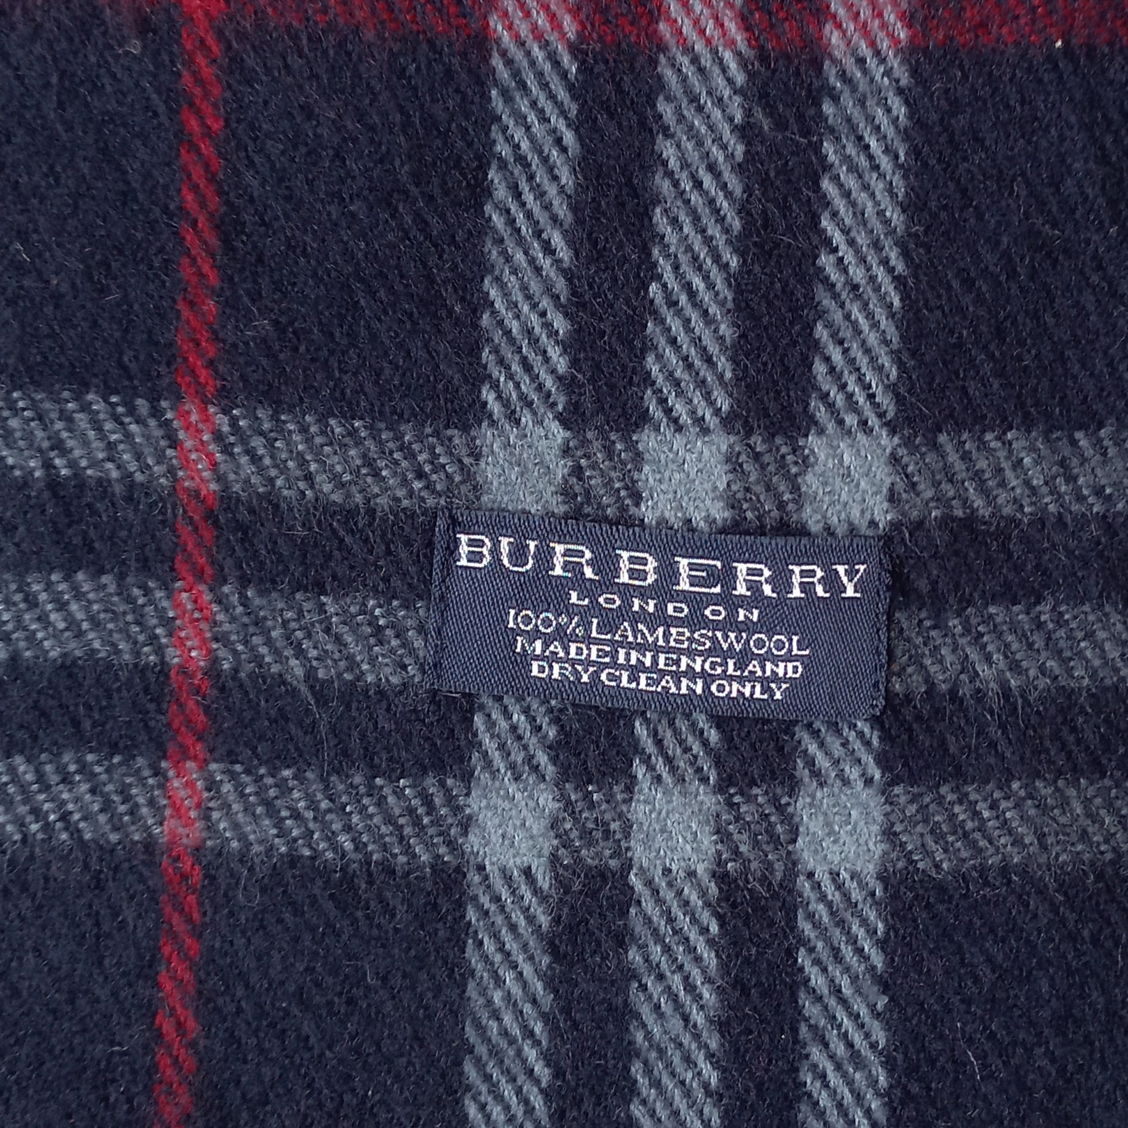 BURBERRY
LONDON
100% LAMBSWOOL
MADE IN ENGLAND
DRY CLEAN ONLY